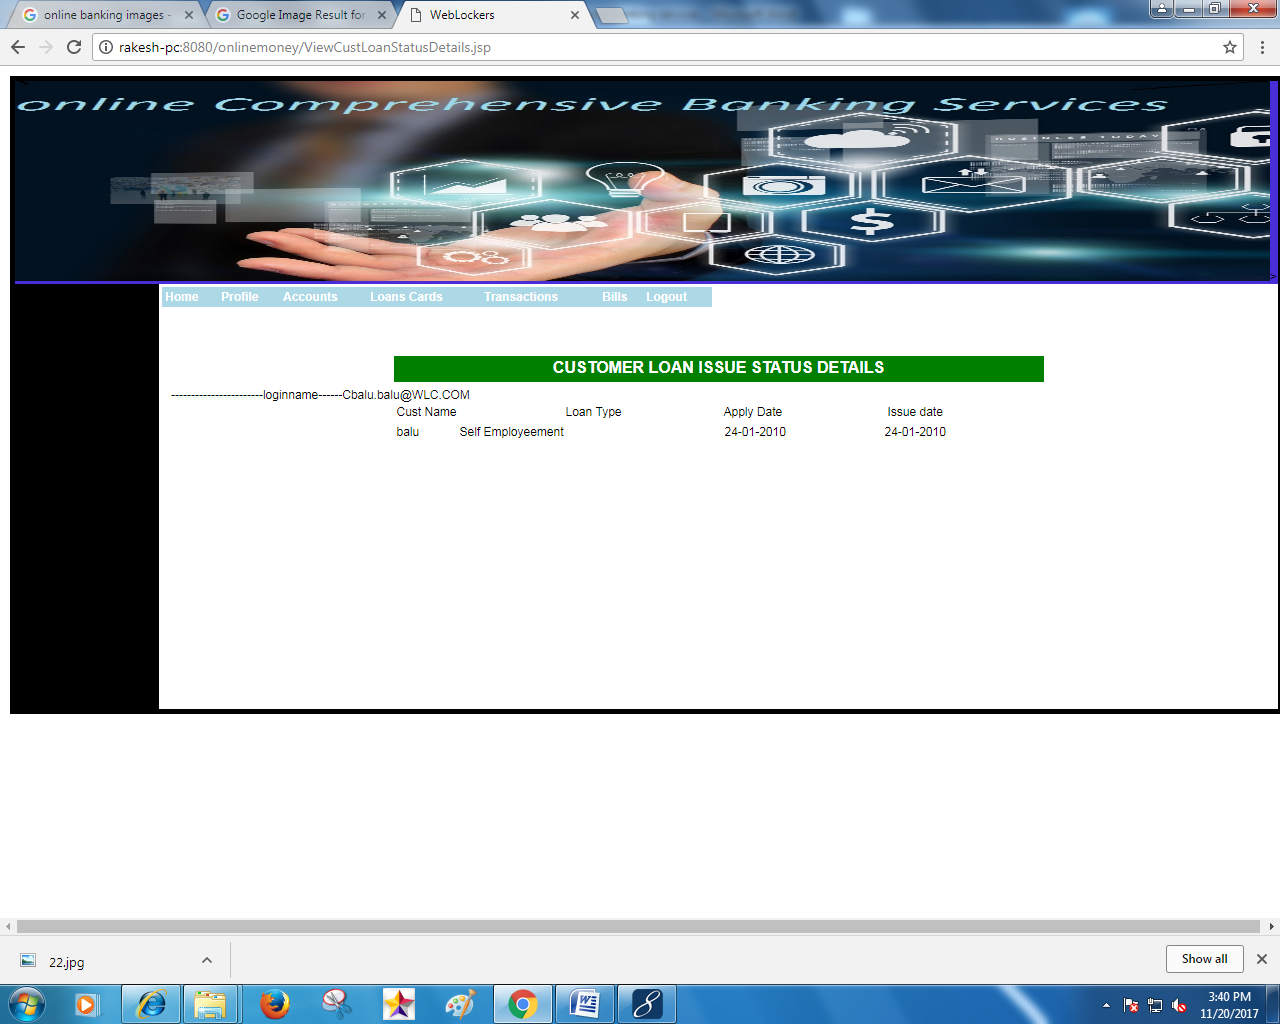 online banking images -
Google Image Result for
WebLockers
rakesh-pc:8080/onlinemoney/ViewCustLoanStatusDetails.jsp
online Comprehensive Banking Services
BUSINESS TODAY
>
Home Profile Accounts Loans Cards Transactions Bills Logout
CUSTOMER LOAN ISSUE STATUS DETAILS
-----------------------loginname------Cbalu.balu@WLC.COM
Cust Name Loan Type Apply Date Issue date
balu Self Employeement 24-01-2010 24-01-2010
22.jpg
Show all
3:40 PM
11/20/2017